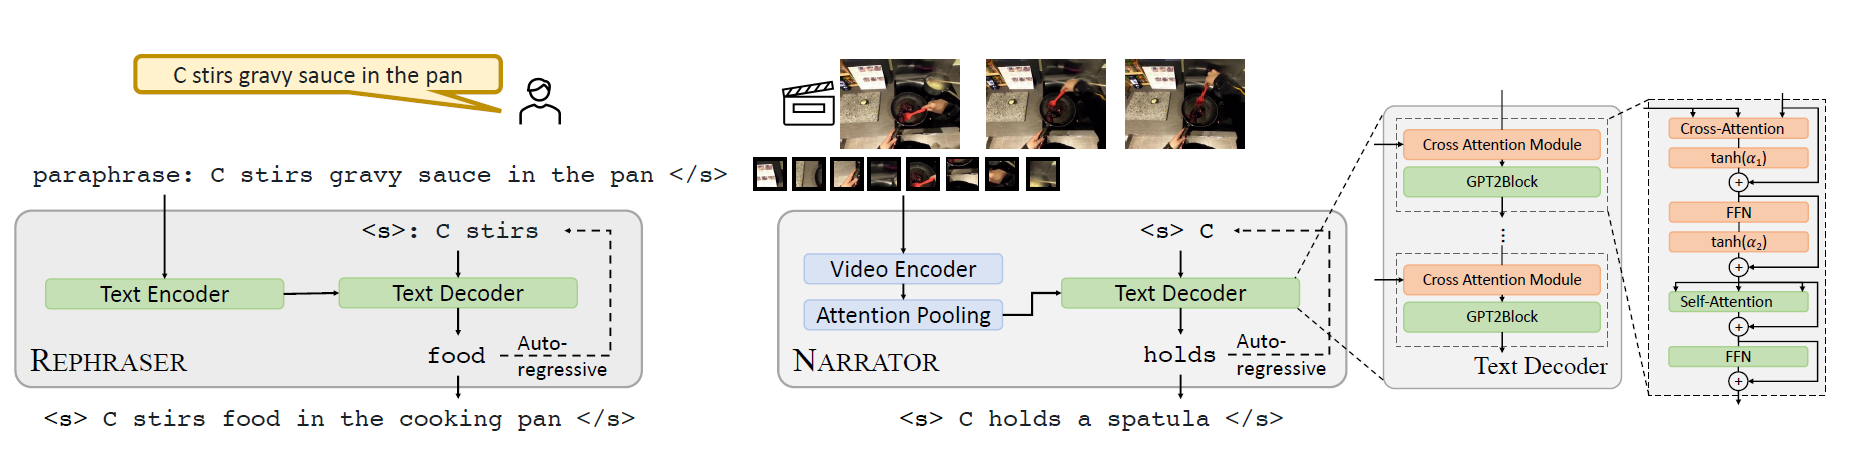 C stirs gravy sauce in the pan
paraphrase: C stirs gravy sauce in the pan </s>
<s>: C stirs
Text Encoder
Text Decoder
food
Auto-
regressive
REPHRASER
<s> C stirs food in the cooking pan </s>
<s> C
Video Encoder
Attention Pooling
Text Decoder
holds
Auto-
regressive
NARRATOR
<s> C holds a spatula </s>
Cross Attention Module
GPT2Block
⋮
Cross Attention Module
GPT2Block
Text Decoder
Cross-Attention
tanh(α₁)
+
FFN
tanh(α₂)
+
Self-Attention
+
FFN
+